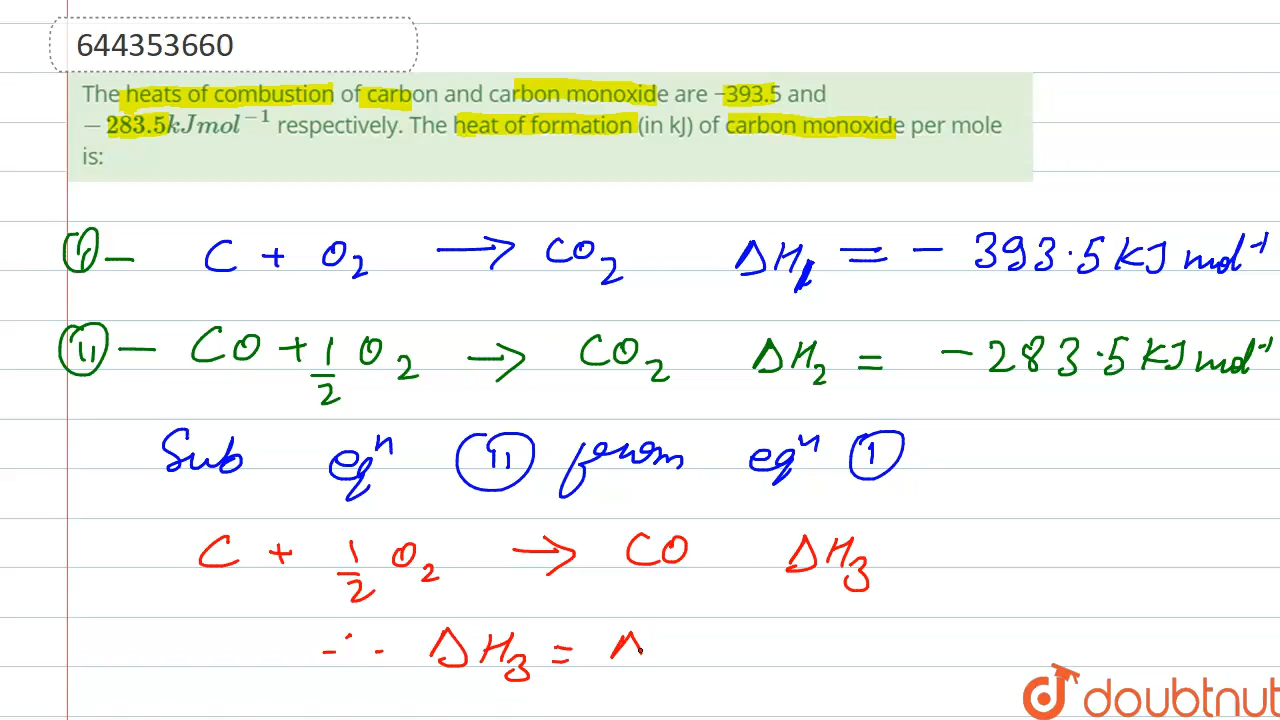 644353660
The heats of combustion of carbon and carbon monoxide are −393.5 and
−283.5kJmol⁻¹ respectively. The heat of formation (in kJ) of carbon monoxide per mole
is:
(i) - C + O₂ → CO₂ ΔH₁ = - 393.5 KJ mol⁻¹
(ii) - CO + 1/2 O₂ → CO₂ ΔH₂ = - 283.5 KJ mol⁻¹
Sub eqⁿ (ii) from eqⁿ (i)
C + 1/2 O₂ → CO ΔH₃
∴ ΔH₃ =
doubtnut